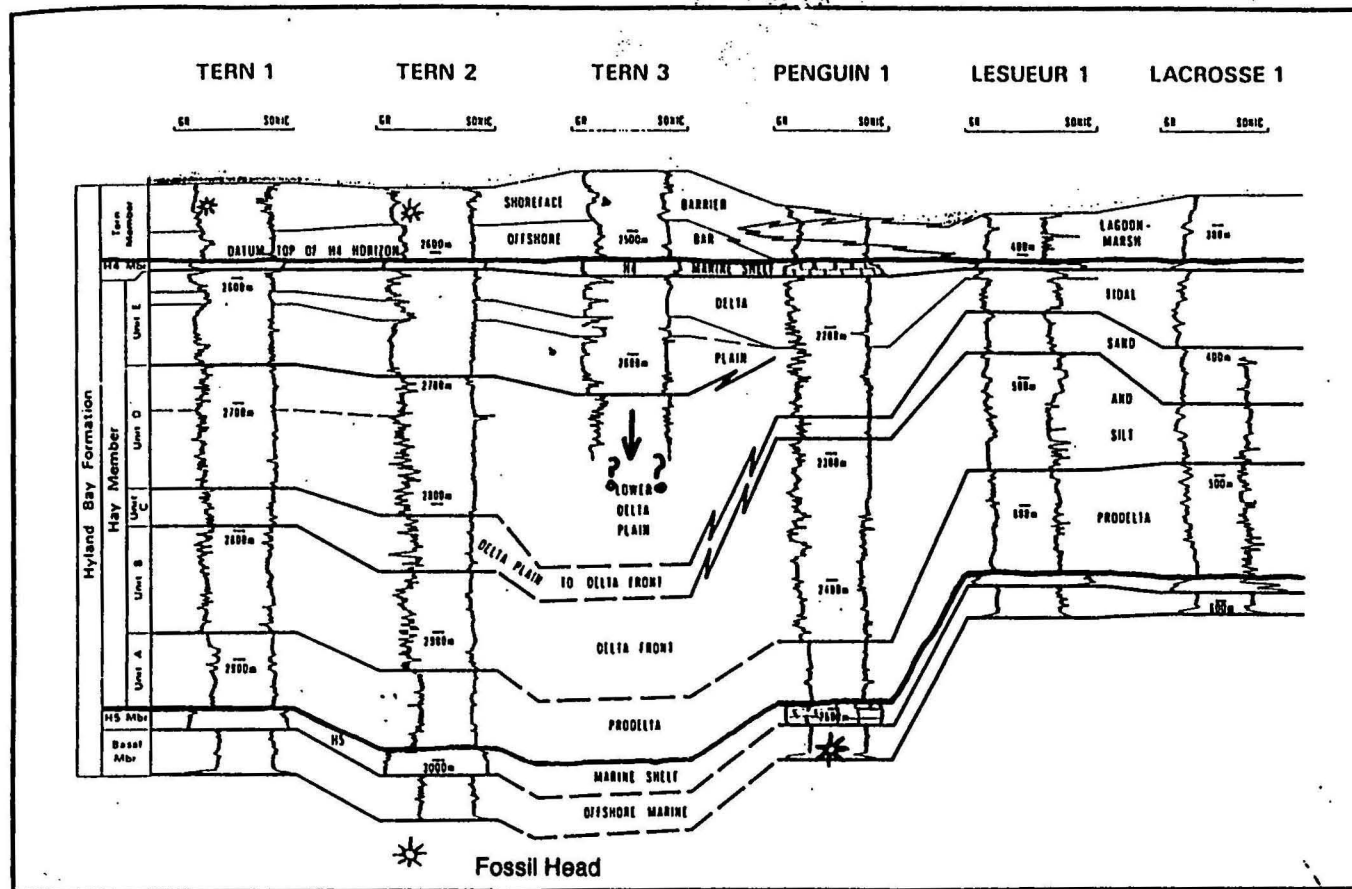 TERN 1 TERN 2 TERN 3 PENGUIN 1 LESUEUR 1 LACROSSE 1
GR SONIC GR SONIC GR SONIC GR SONIC GR SONIC GR SONIC
Hyland Bay Formation
Tern Member
H4 Mbr
Hay Member
Unit E
Unit D
Unit C
Unit B
Unit A
H5 Mbr
Basal Mbr
SHOREFACE BARRIER
OFFSHORE BAR
LAGOON-
MARSH
DATUM TOP OF H4 HORIZON
2600m 2500m 400m 300m
H4 MARINE SHELF
2600m
DELTA
PLAIN
TIDAL
SAND
AND
SILT
2200m
2600m
400m
2700m
2700m
500m
2300m
? ?
LOWER
DELTA
PLAIN
2800m
500m
600m
PRODELTA
2800m
DELTA PLAIN
TO DELTA FRONT
2400m
600m
2900m
DELTA FRONT
2900m
PRODELTA
H5
2500m
3000m
MARINE SHELF
OFFSHORE MARINE
Fossil Head